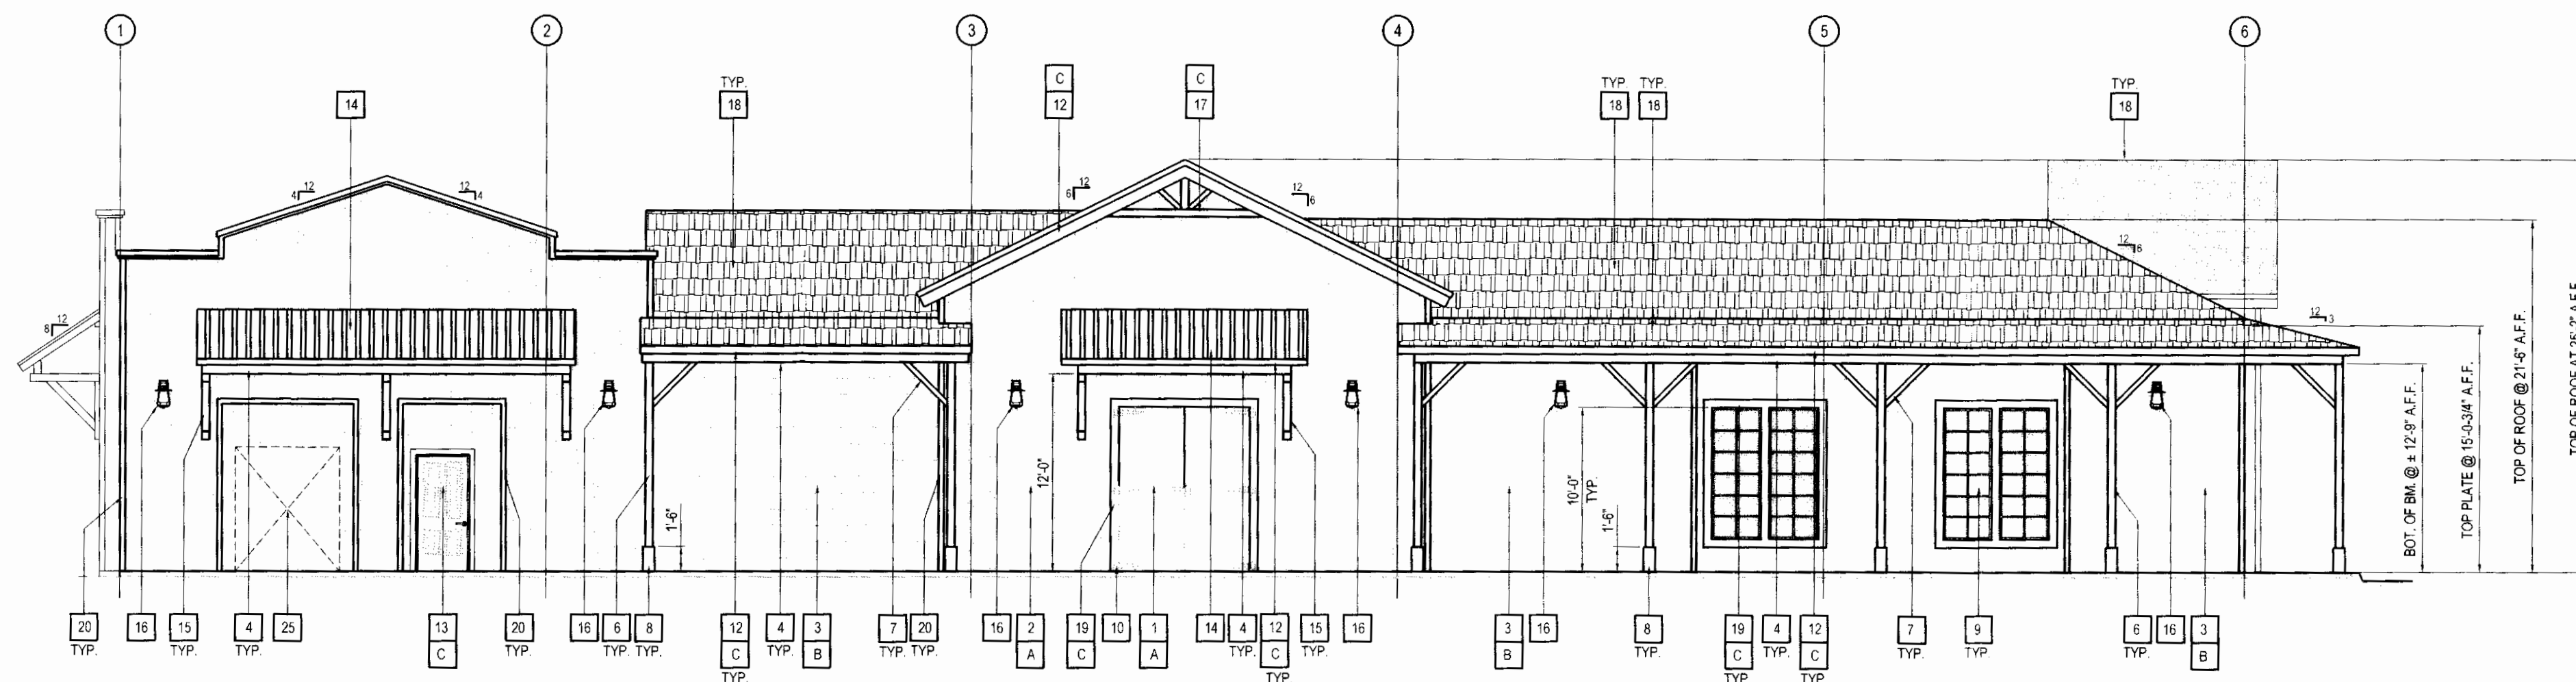 1 2 3 4 5 6
14
TYP.
18
C
12
C
17
TYP. TYP.
18 18
TYP.
18
4 12
12 4
6 12
12 6
12 6
8 12
12 3
1'-6"
12'-0"
10'-0"
TYP.
1'-6"
BOT. OF BM. @ ± 12'-9" A.F.F.
TOP PLATE @ 15'-0-3/4" A.F.F.
TOP OF ROOF @ 21'-6" A.F.F.
20
TYP.
16
15
TYP.
4
TYP.
25
13
C
20
TYP.
16
6
TYP.
8
TYP.
12
C
TYP.
4
TYP.
3
B
7
TYP.
20
TYP.
16
2
A
19
C
10
1
A
14
4
TYP.
12
C
TYP
15
TYP.
16
3
B
16
8
TYP.
19
C
TYP
4
TYP.
12
C
TYP
7
TYP.
9
TYP.
6
TYP.
16
3
B